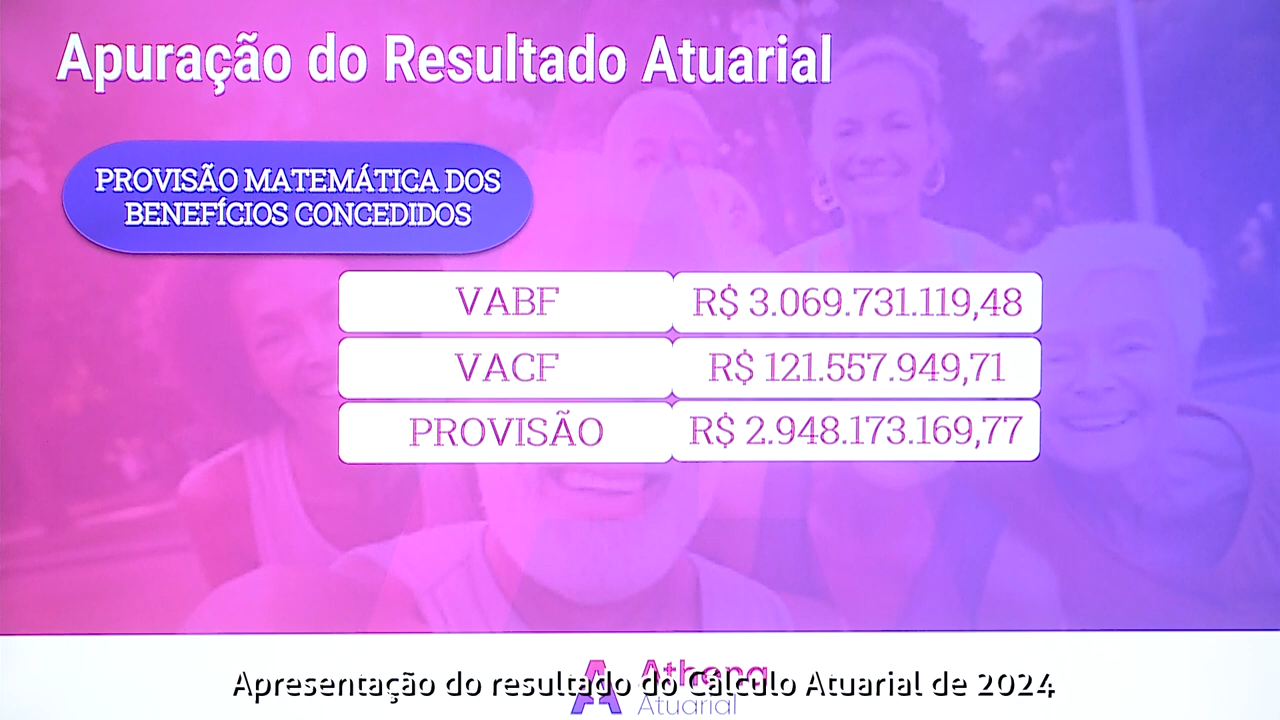 Apuração do Resultado Atuarial
PROVISÃO MATEMÁTICA DOS
BENEFÍCIOS CONCEDIDOS
VABF R$ 3.069.731.119,48
VACF R$ 121.557.949,71
PROVISÃO R$ 2.948.173.169,77
Athena
Atuarial
Apresentação do resultado do Cálculo Atuarial de 2024